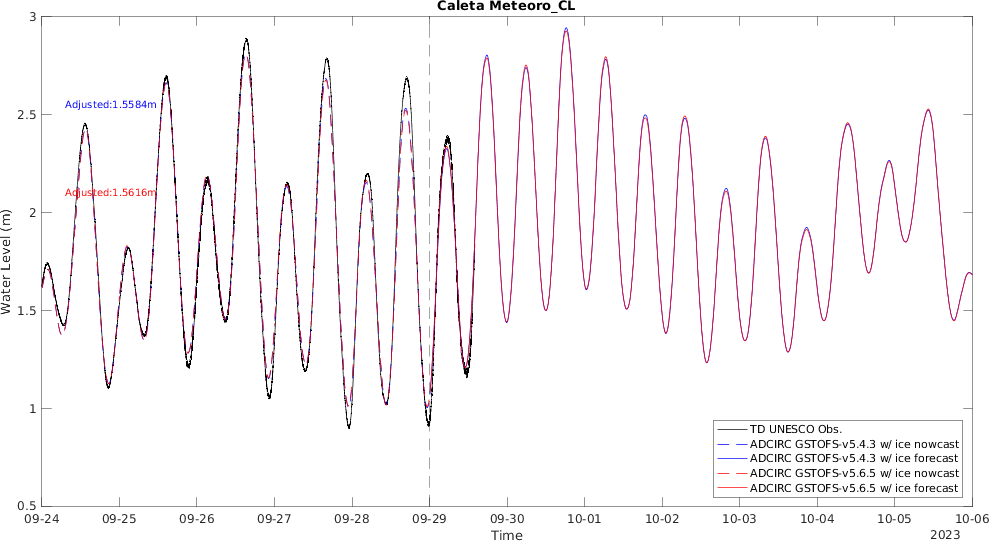 Caleta Meteoro_CL
3
2.5
2
1.5
1
0.5
Water Level (m)
Adjusted:1.5584m
Adjusted:1.5616m
TD UNESCO Obs.
ADCIRC GSTOFS-v5.4.3 w/ ice nowcast
ADCIRC GSTOFS-v5.4.3 w/ ice forecast
ADCIRC GSTOFS-v5.6.5 w/ ice nowcast
ADCIRC GSTOFS-v5.6.5 w/ ice forecast
09-24 09-25 09-26 09-27 09-28 09-29 09-30 10-01 10-02 10-03 10-04 10-05 10-06
Time
2023